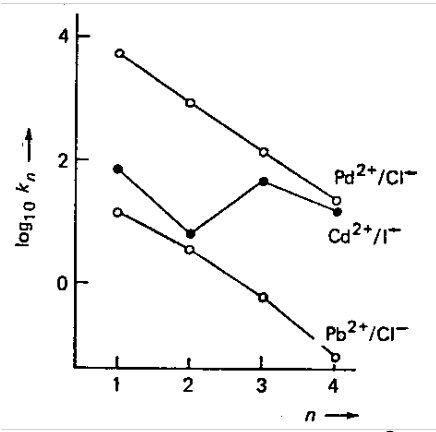 4
2
0
log₁₀ kₙ →
Pd²⁺/Cl⁻
Cd²⁺/I⁻
Pb²⁺/Cl⁻
1 2 3 4
n →